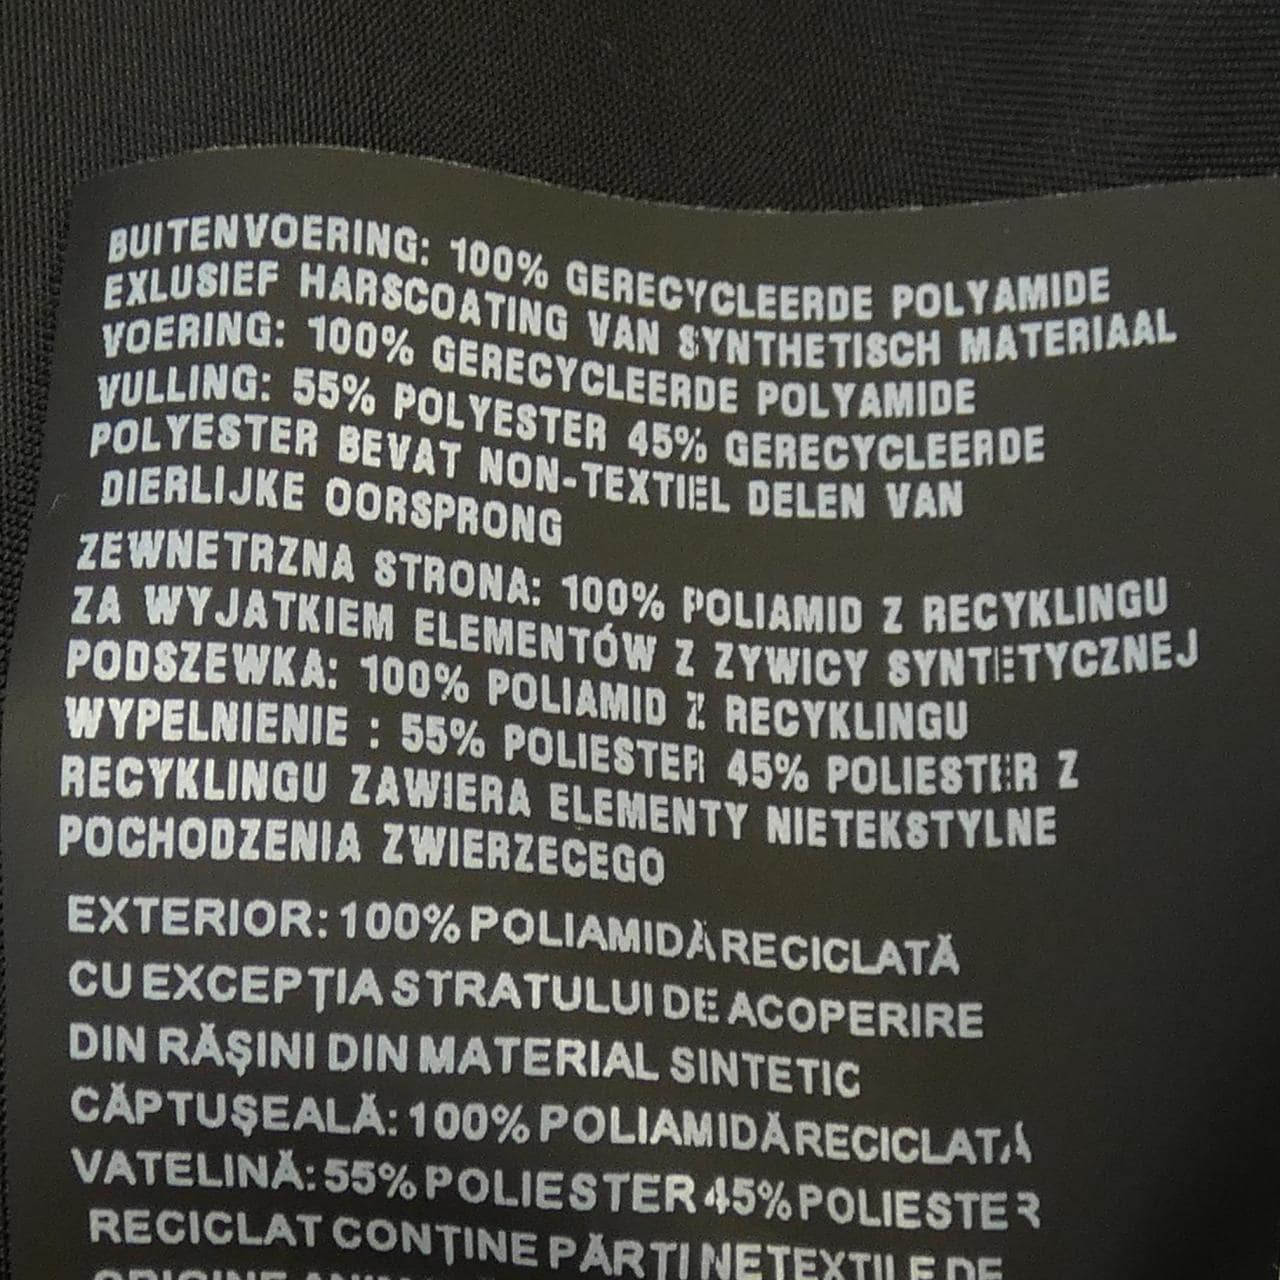 BUITENVOERING: 100% GERECYCLEERDE POLYAMIDE
EXLUSIEF HARSCOATING VAN SYNTHETISCH MATERIAAL
VOERING: 100% GERECYCLEERDE POLYAMIDE
VULLING: 55% POLYESTER 45% GERECYCLEERDE
POLYESTER BEVAT NON-TEXTIEL DELEN VAN
DIERLIJKE OORSPRONG
ZEWNETRZNA STRONA: 100% POLIAMID Z RECYKLINGU
ZA WYJATKIEM ELEMENTÓW Z ZYWICY SYNTETYCZNEJ
PODSZEWKA: 100% POLIAMID Z RECYKLINGU
WYPELNIENIE : 55% POLIESTER 45% POLIESTER Z
RECYKLINGU ZAWIERA ELEMENTY NIETEKSTYLNE
POCHODZENIA ZWIERZECEGO
EXTERIOR: 100% POLIAMIDĂ RECICLATĂ
CU EXCEPȚIA STRATULUI DE ACOPERIRE
DIN RĂȘINI DIN MATERIAL SINTETIC
CĂPTUȘEALĂ: 100% POLIAMIDĂ RECICLATĂ
VATELINĂ: 55% POLIESTER 45% POLIESTER
RECICLAT CONȚINE PĂRȚI NETEXTILE DE